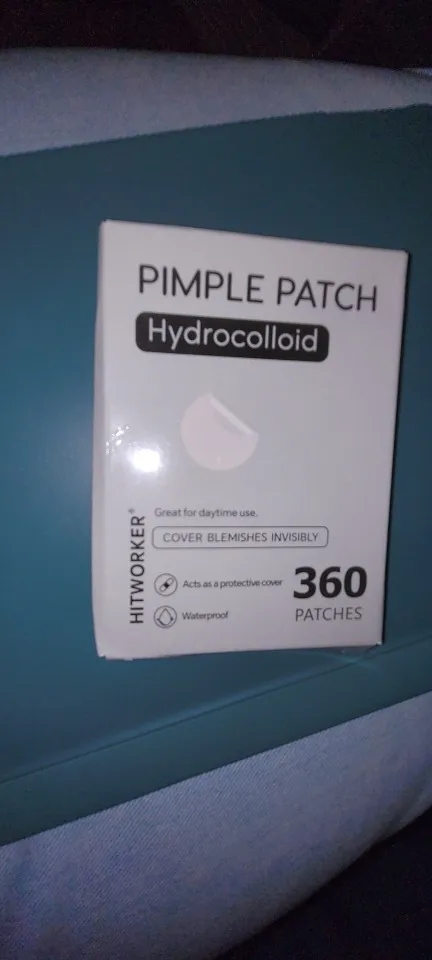 PIMPLE PATCH
Hydrocolloid
Great for daytime use.
COVER BLEMISHES INVISIBLY
HITWORKER®
Acts as a protective cover
Waterproof
360
PATCHES